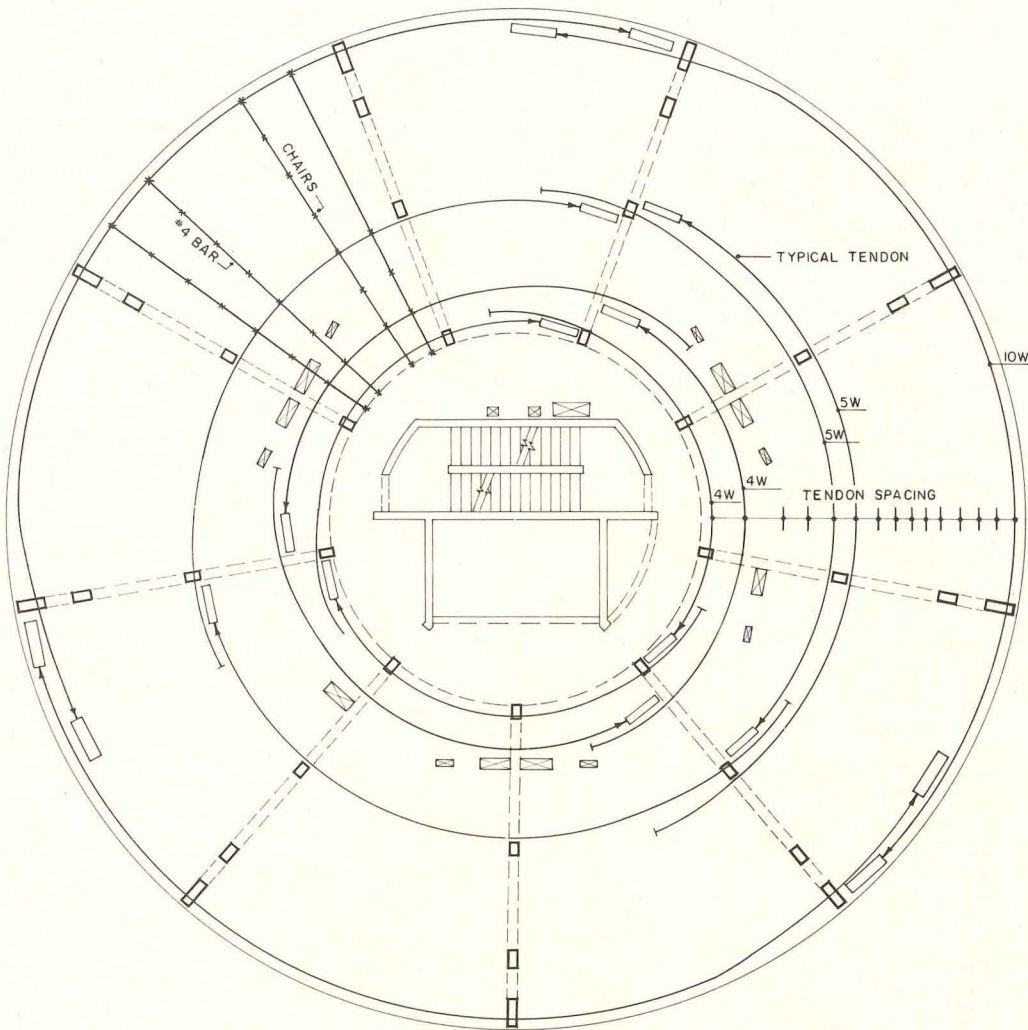 CHAIRS
#4 BAR
TYPICAL TENDON
10W
5W
5W
4W
4W
TENDON SPACING